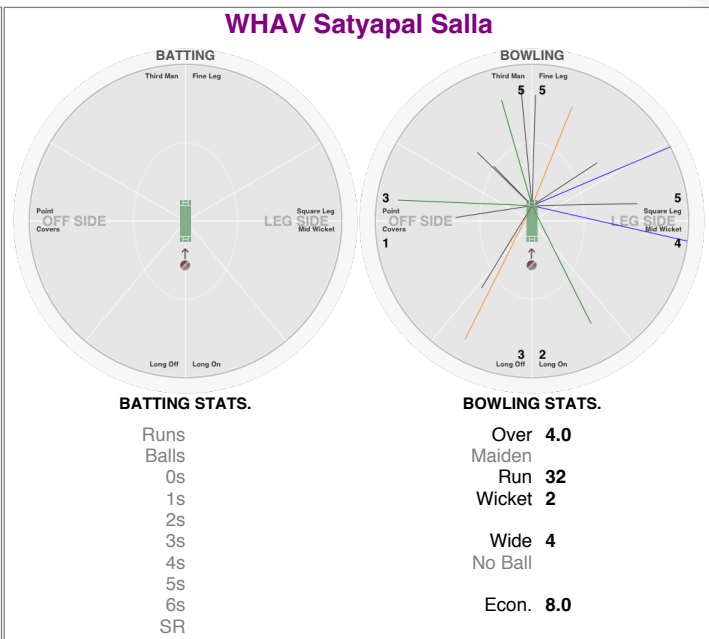 WHAV Satyapal Salla
BATTING
Third Man Fine Leg
Point
OFF SIDE
Covers
Square Leg
LEG SIDE
Mid Wicket
Long Off Long On
BATTING STATS.
Runs
Balls
0s
1s
2s
3s
4s
5s
6s
SR
BOWLING
Third Man Fine Leg
5 5
3
Point
OFF SIDE
Covers
1
5
Square Leg
LEG SIDE
Mid Wicket
4
3 2
Long Off Long On
BOWLING STATS.
Over 4.0
Maiden
Run 32
Wicket 2
Wide 4
No Ball
Econ. 8.0